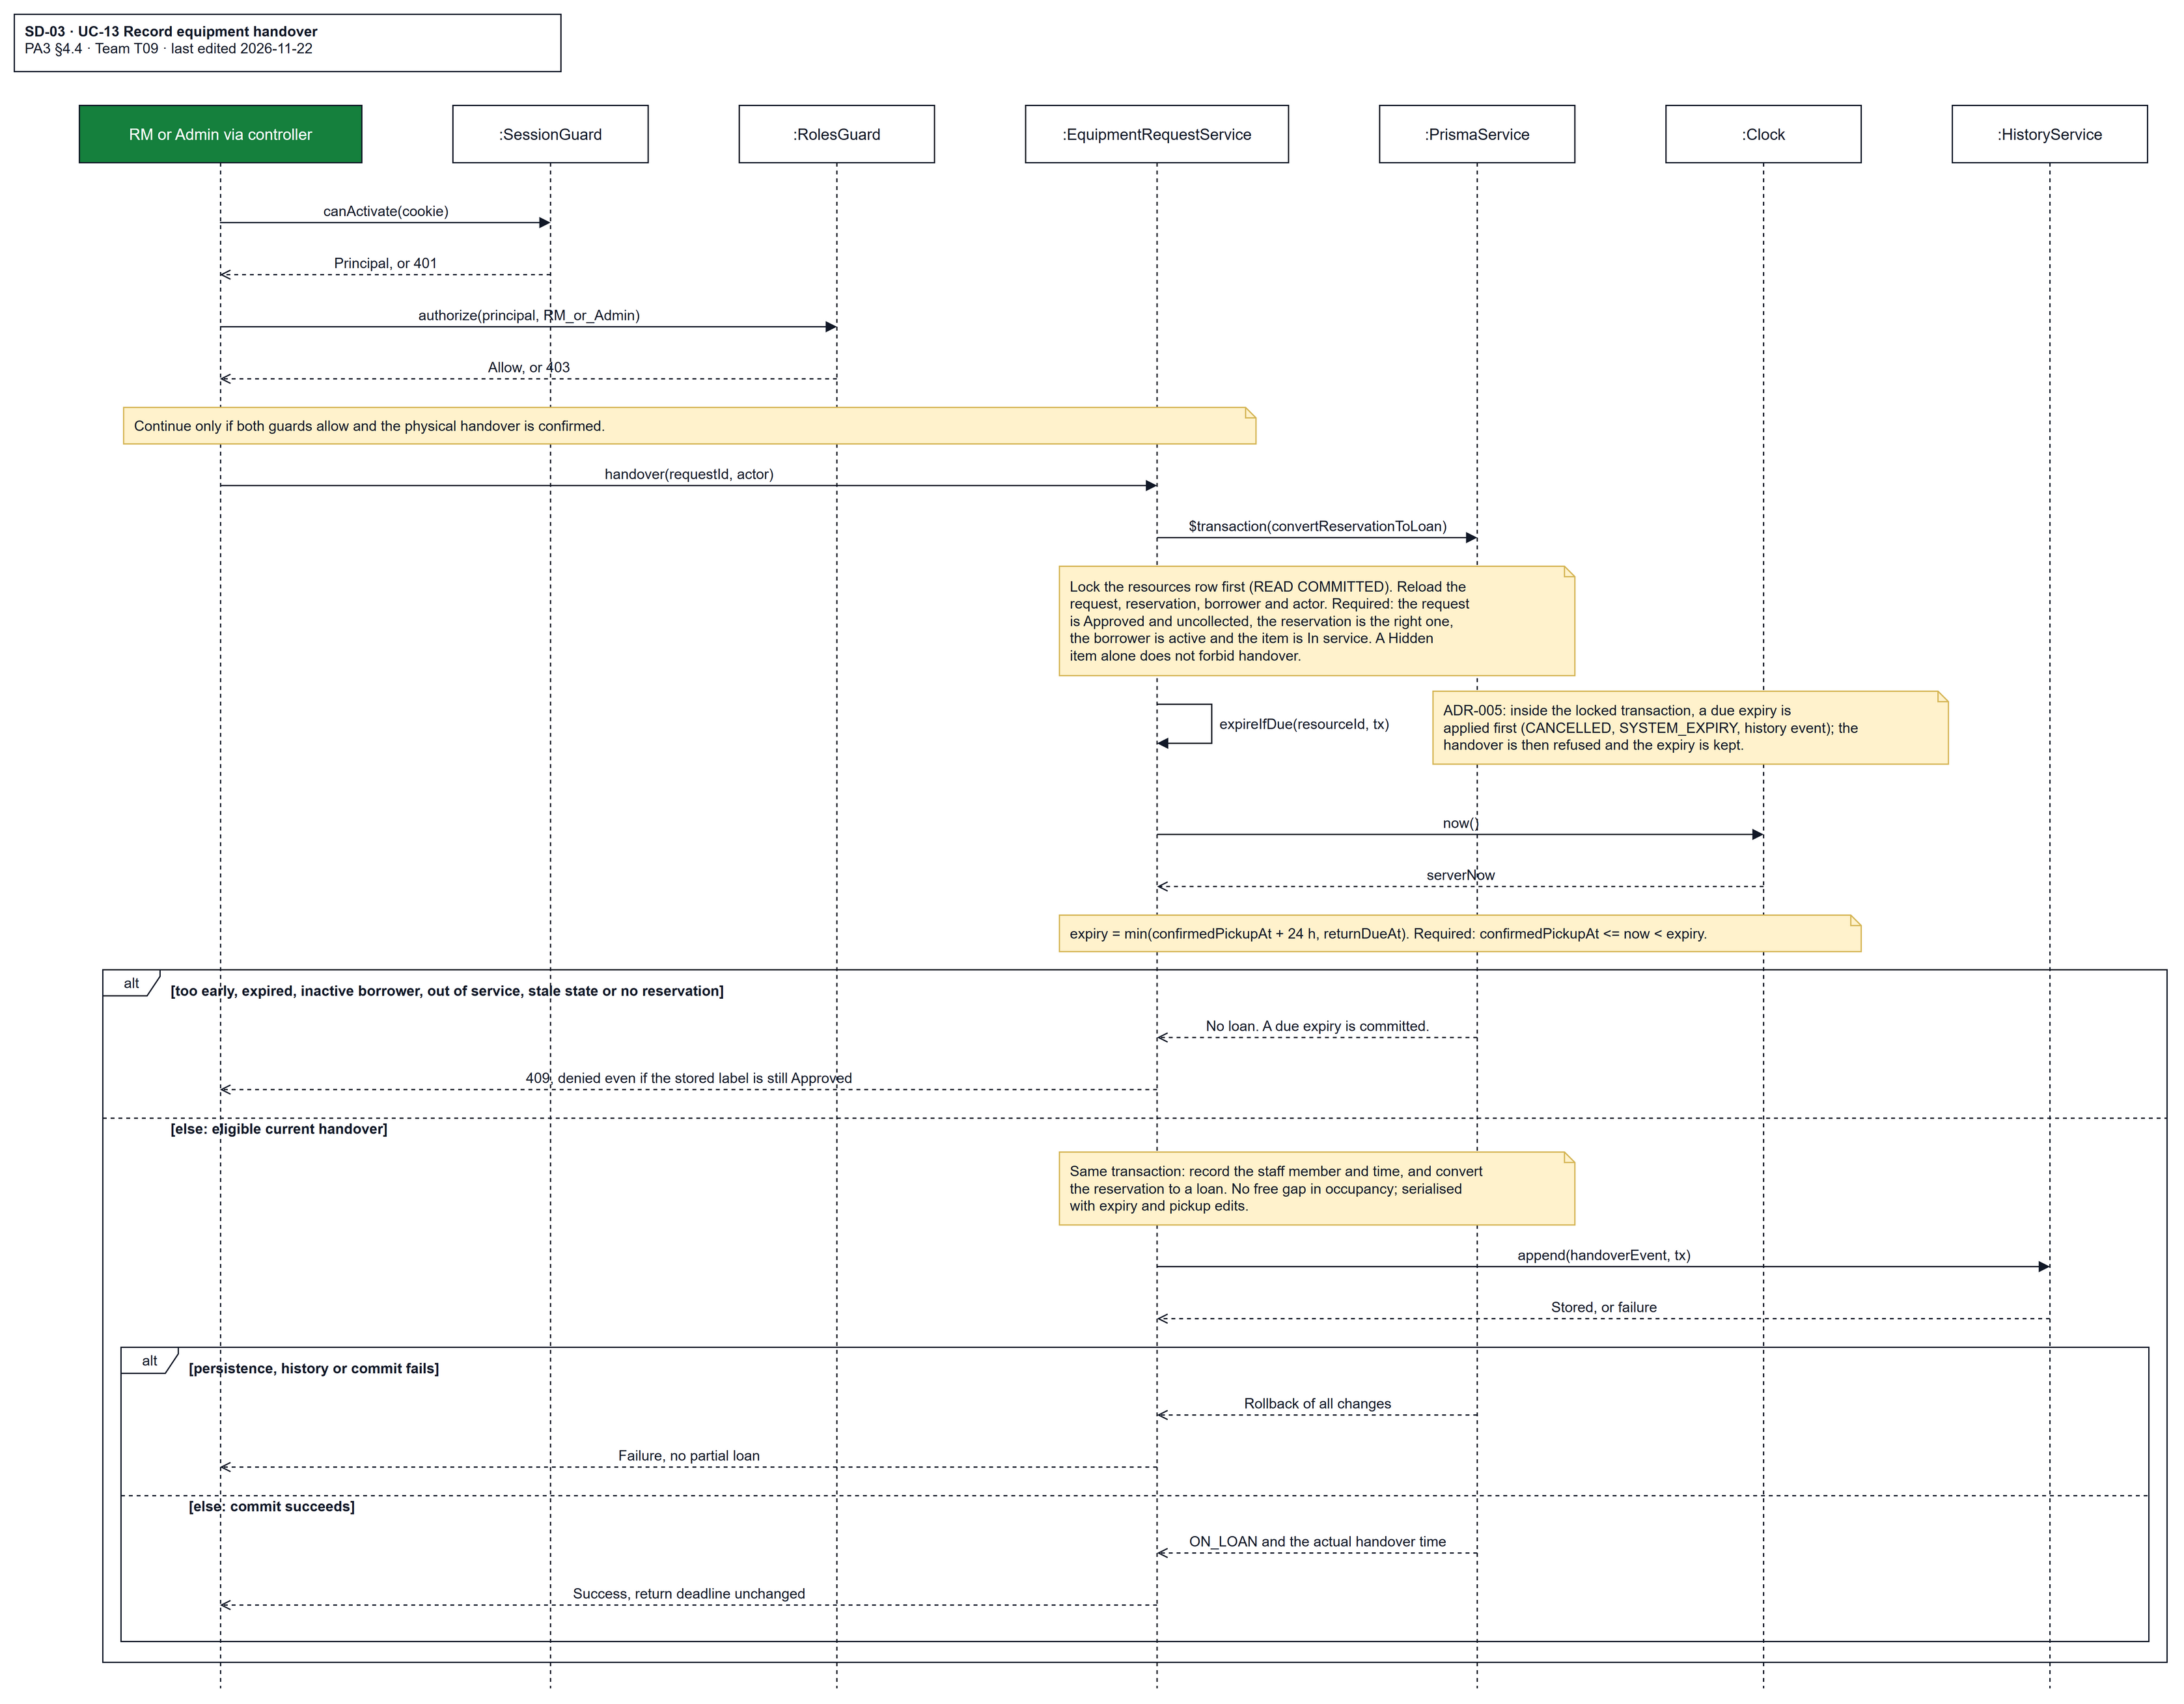 SD-03 · UC-13 Record equipment handover
PA3 §4.4 · Team T09 · last edited 2026-11-22
RM or Admin via controller
:SessionGuard
:RolesGuard
:EquipmentRequestService
:PrismaService
:Clock
:HistoryService
canActivate(cookie)
Principal, or 401
authorize(principal, RM_or_Admin)
Allow, or 403
Continue only if both guards allow and the physical handover is confirmed.
handover(requestId, actor)
$transaction(convertReservationToLoan)
Lock the resources row first (READ COMMITTED). Reload the
request, reservation, borrower and actor. Required: the request
is Approved and uncollected, the reservation is the right one,
the borrower is active and the item is In service. A Hidden
item alone does not forbid handover.
expireIfDue(resourceId, tx)
ADR-005: inside the locked transaction, a due expiry is
applied first (CANCELLED, SYSTEM_EXPIRY, history event); the
handover is then refused and the expiry is kept.
now()
serverNow
expiry = min(confirmedPickupAt + 24 h, returnDueAt). Required: confirmedPickupAt <= now < expiry.
alt
[too early, expired, inactive borrower, out of service, stale state or no reservation]
No loan. A due expiry is committed.
409, denied even if the stored label is still Approved
[else: eligible current handover]
Same transaction: record the staff member and time, and convert
the reservation to a loan. No free gap in occupancy; serialised
with expiry and pickup edits.
append(handoverEvent, tx)
Stored, or failure
alt
[persistence, history or commit fails]
Rollback of all changes
Failure, no partial loan
[else: commit succeeds]
ON_LOAN and the actual handover time
Success, return deadline unchanged